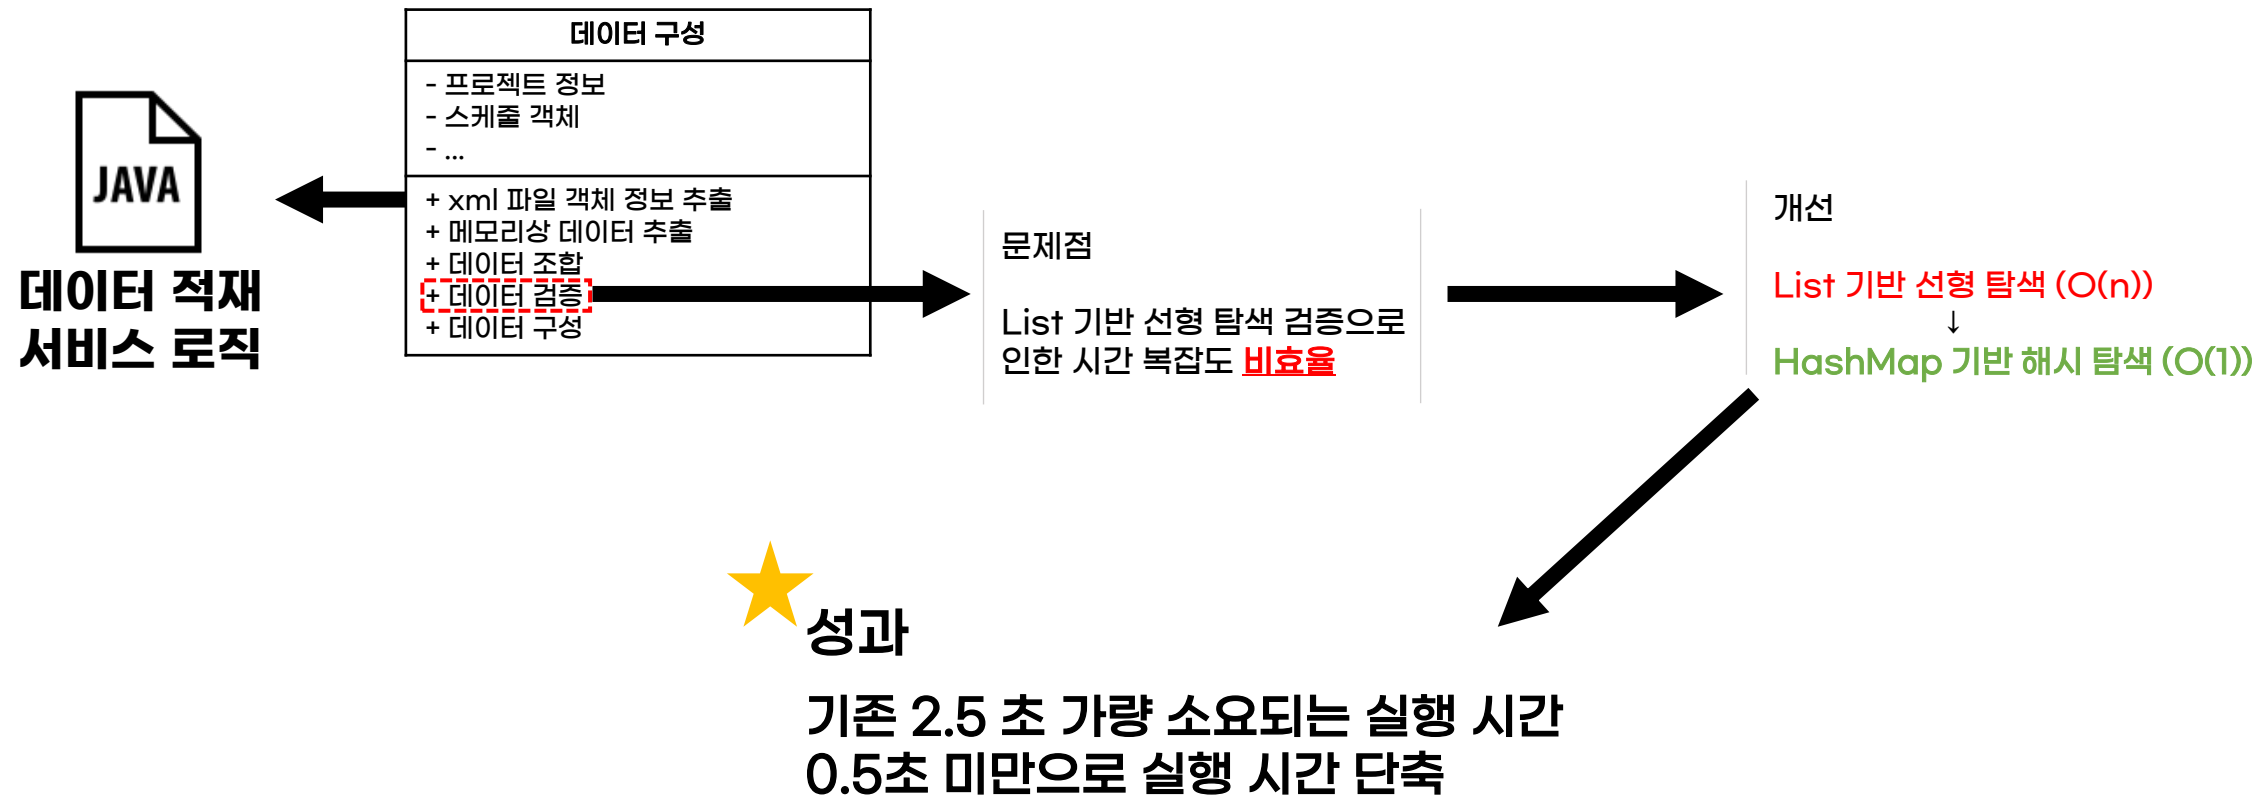 JAVA
데이터 적재
서비스 로직
데이터 구성
- 프로젝트 정보
- 스케줄 객체
- ...
+ xml 파일 객체 정보 추출
+ 메모리상 데이터 추출
+ 데이터 조합
+ 데이터 검증
+ 데이터 구성
문제점
List 기반 선형 탐색 검증으로
인한 시간 복잡도 비효율
개선
List 기반 선형 탐색 (O(n))
↓
HashMap 기반 해시 탐색 (O(1))
성과
기존 2.5 초 가량 소요되는 실행 시간
0.5초 미만으로 실행 시간 단축